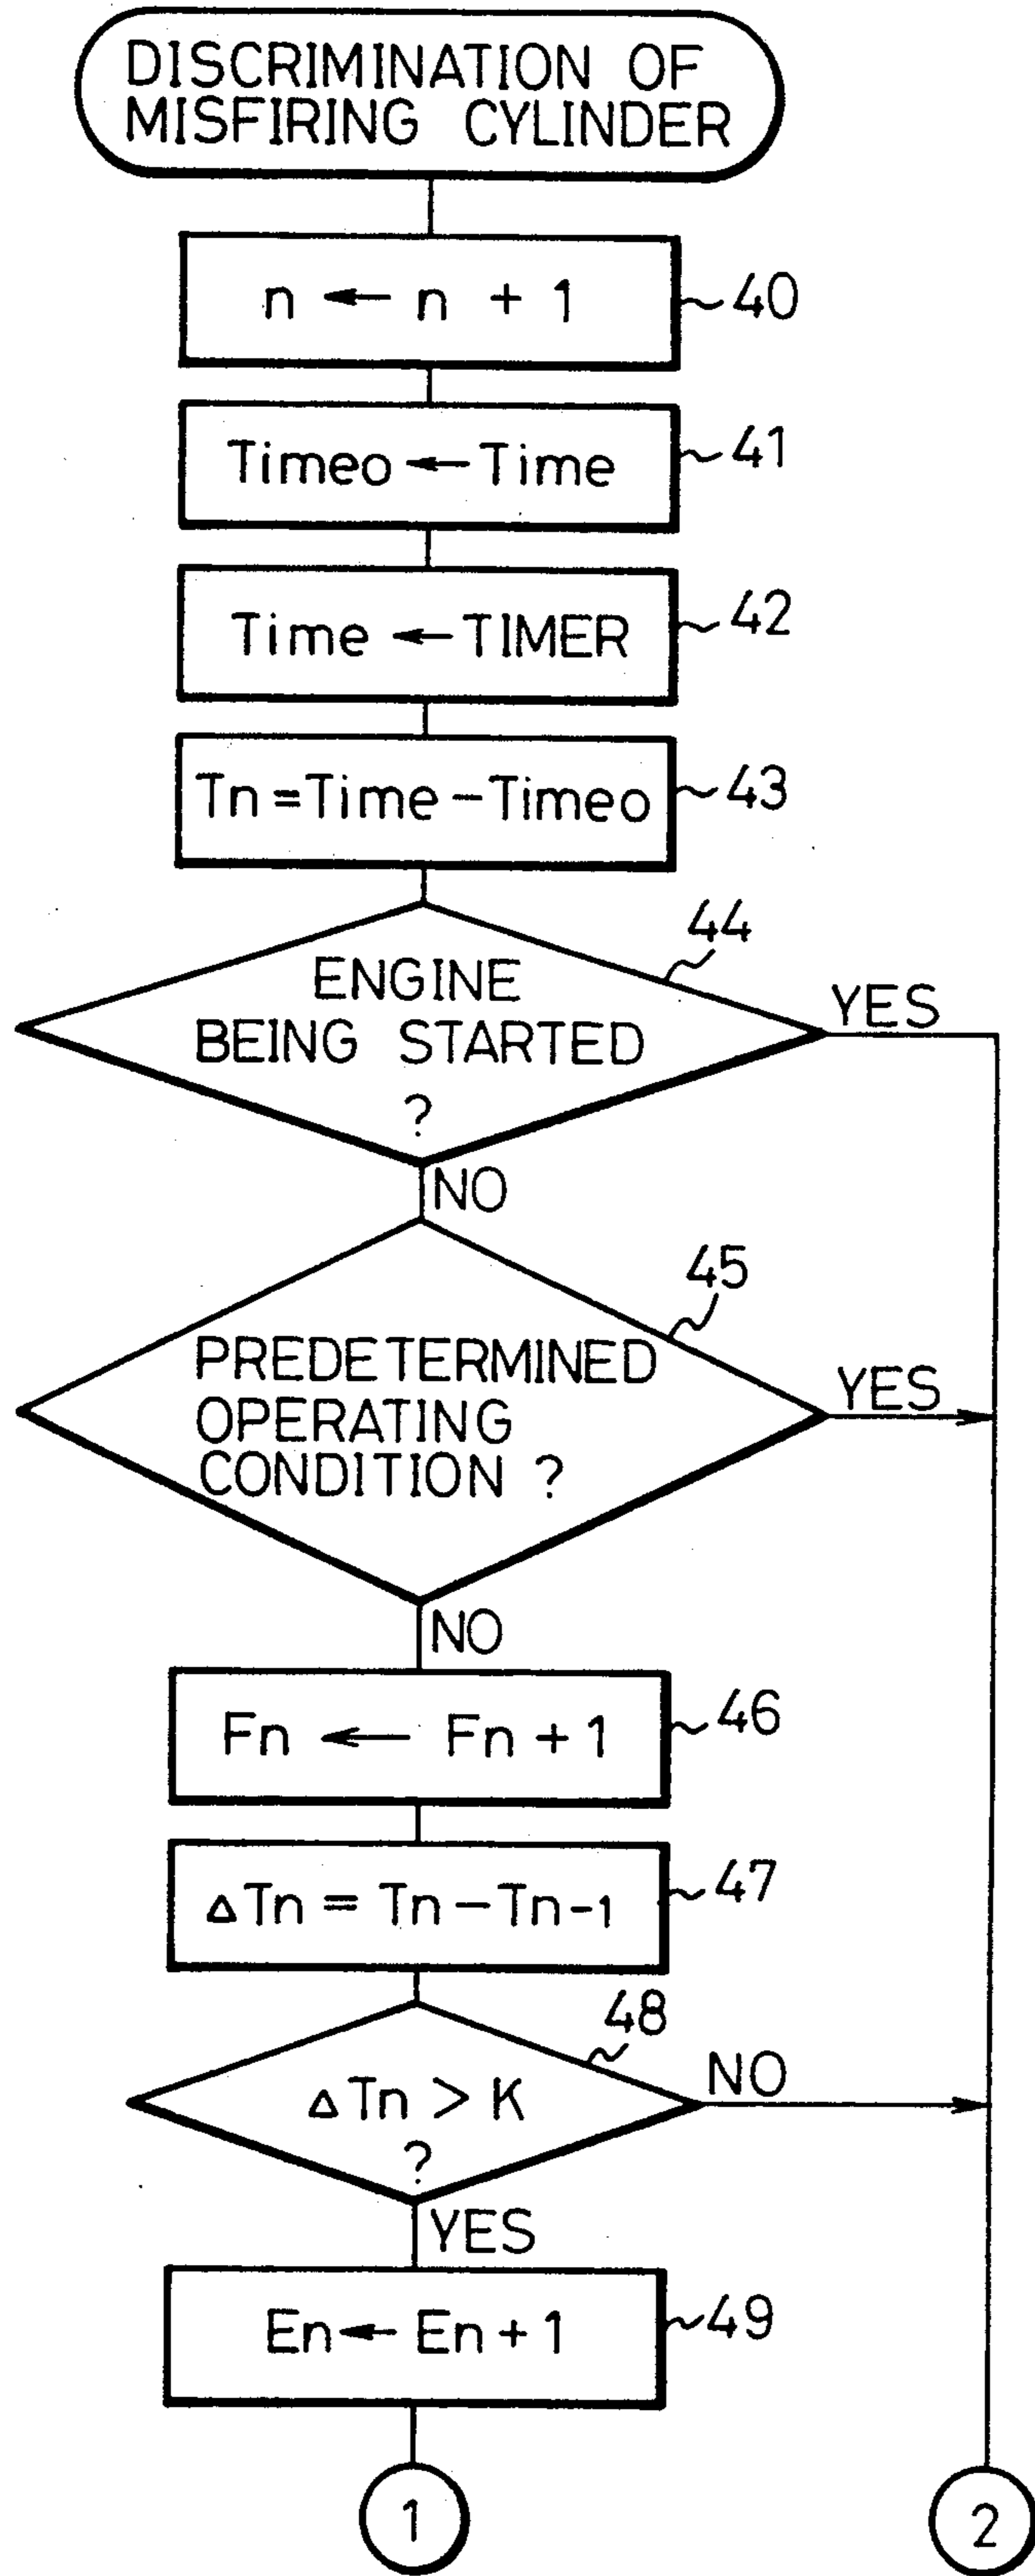 DISCRIMINATION OF
MISFIRING CYLINDER
n ← n + 1
40
Timeo ← Time
41
Time ← TIMER
42
Tn = Time - Timeo
43
44
ENGINE
BEING STARTED
?
YES
NO
45
PREDETERMINED
OPERATING
CONDITION ?
YES
NO
Fn ← Fn + 1
46
ΔTn = Tn - Tn-1
47
48
ΔTn > K
?
NO
YES
En ← En + 1
49
1
2